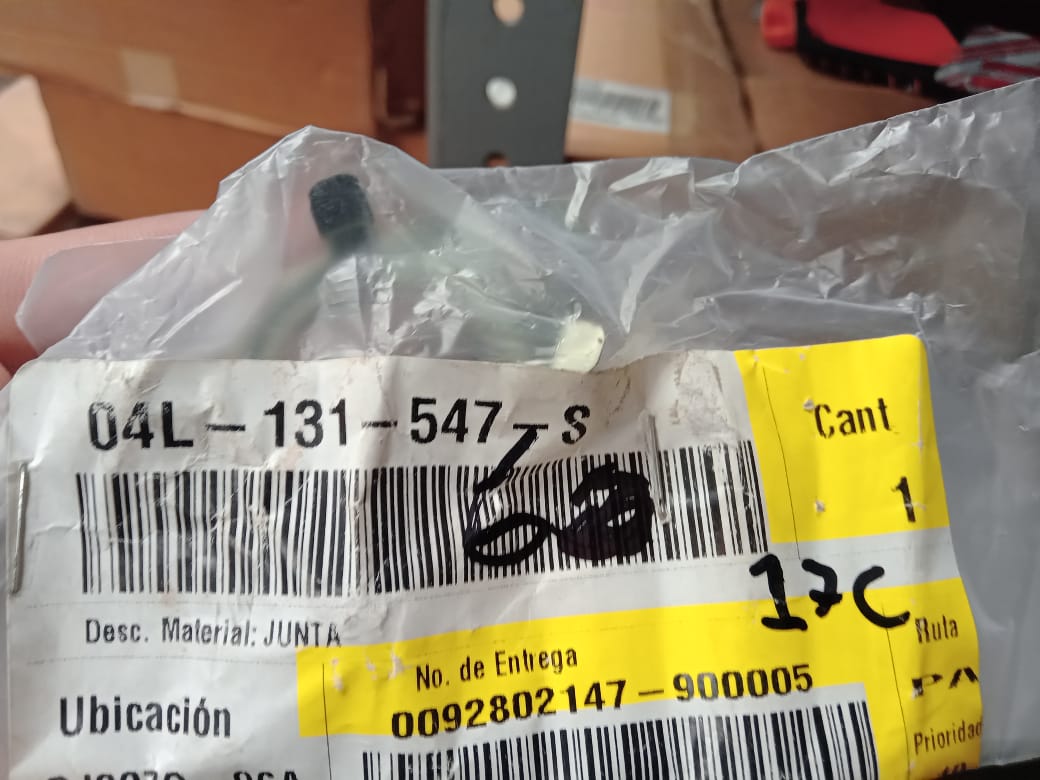 04L-131-547-S
Cant
1
17C
Desc. Material: JUNTA
No. de Entrega
Ruta
0092802147-900005
Ubicación
Prioridad